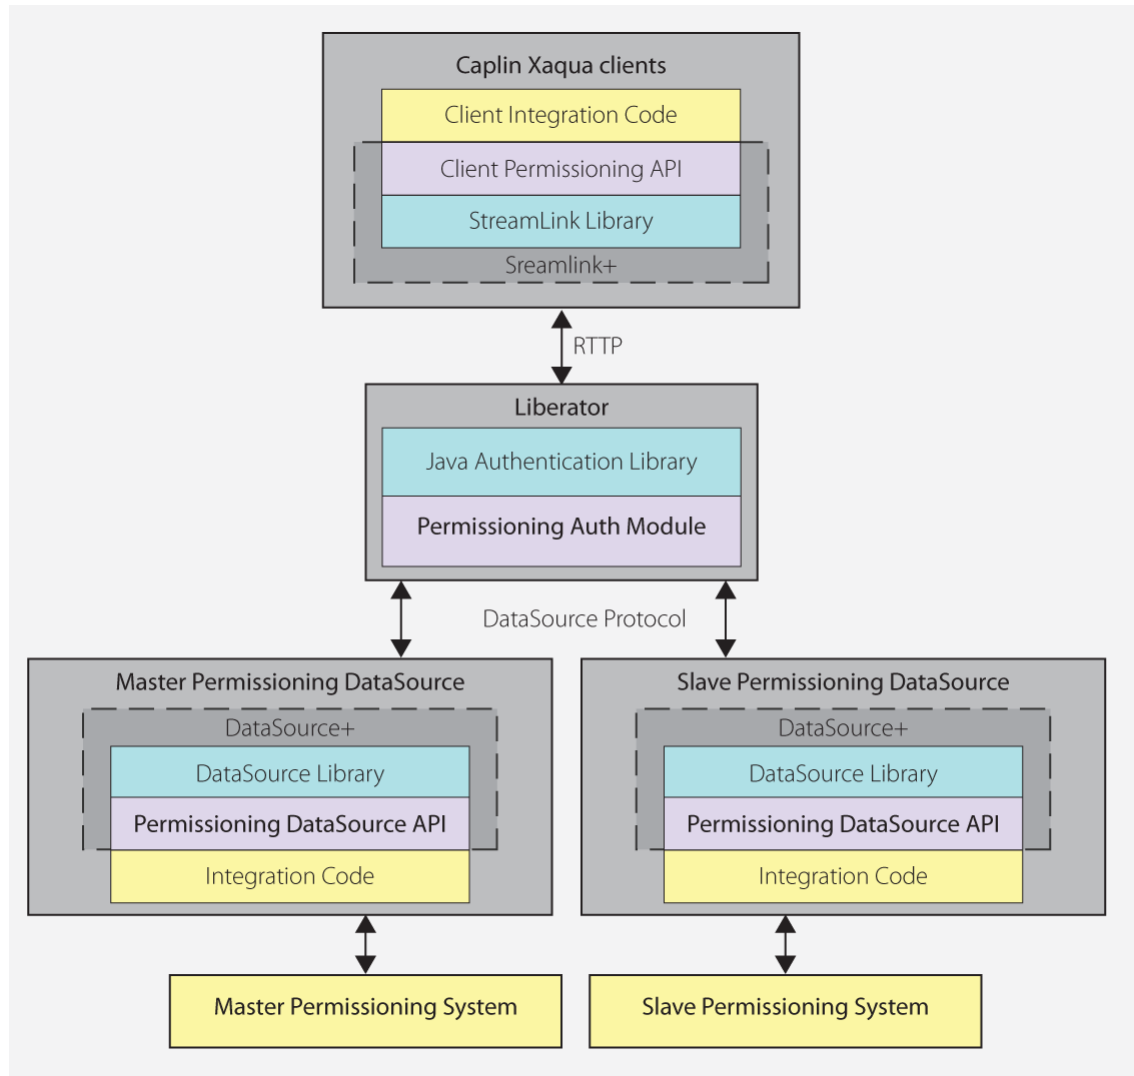 Caplin Xaqua clients
Client Integration Code
Client Permissioning API
StreamLink Library
Sreamlink+
RTTP
Liberator
Java Authentication Library
Permissioning Auth Module
DataSource Protocol
Master Permissioning DataSource
DataSource+
DataSource Library
Permissioning DataSource API
Integration Code
Slave Permissioning DataSource
DataSource+
DataSource Library
Permissioning DataSource API
Integration Code
Master Permissioning System
Slave Permissioning System